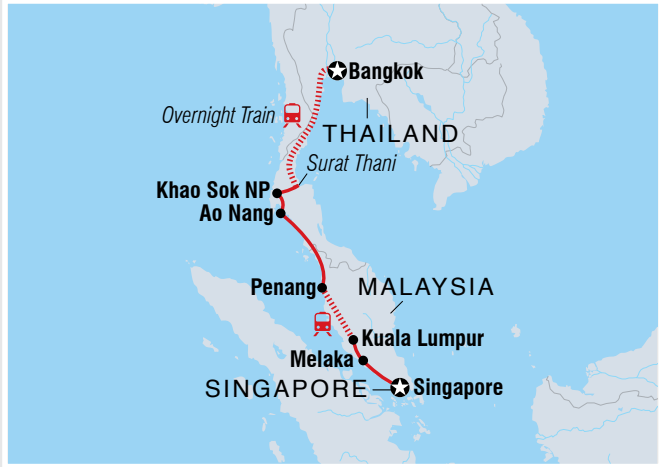 Bangkok
Overnight Train
THAILAND
Surat Thani
Khao Sok NP
Ao Nang
Penang
MALAYSIA
Kuala Lumpur
Melaka
SINGAPORE
Singapore